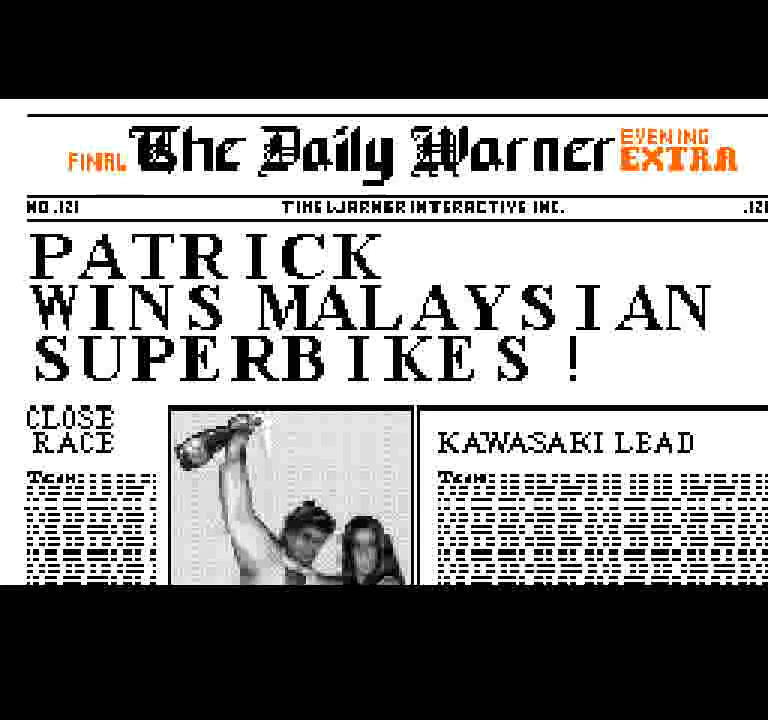 FINAL The Daily Warner EVENING EXTRA
NO.121 TIME WARNER INTERACTIVE INC. .121
PATRICK
WINS MALAYSIAN
SUPERBIKES !
CLOSE
RACE
KAWASAKI LEAD